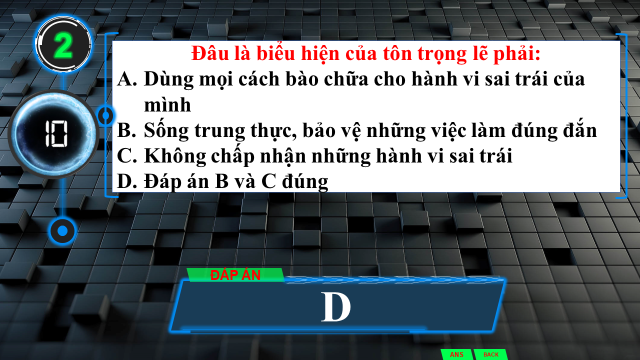 2
Đâu là biểu hiện của tôn trọng lẽ phải:
A. Dùng mọi cách bào chữa cho hành vi sai trái của
mình
10
B. Sống trung thực, bảo vệ những việc làm đúng đắn
C. Không chấp nhận những hành vi sai trái
D. Đáp án B và C đúng
ĐÁP ÁN
D
ANS BACK